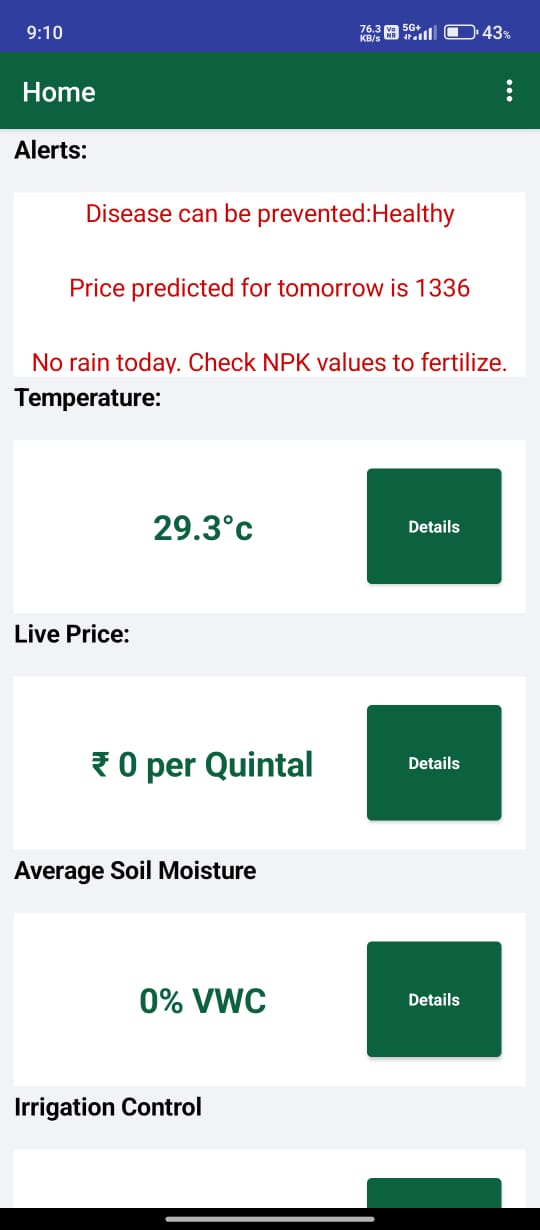 9:10
76.3 KB/s
Vo NR
5G+
43%
Home
Alerts:
Disease can be prevented:Healthy
Price predicted for tomorrow is 1336
No rain today. Check NPK values to fertilize.
Temperature:
29.3°c
Details
Live Price:
₹ 0 per Quintal
Details
Average Soil Moisture
0% VWC
Details
Irrigation Control